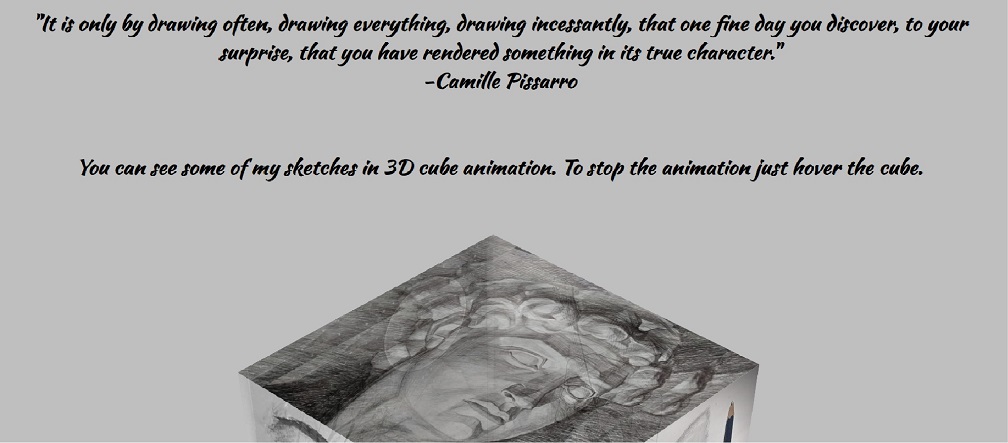 "It is only by drawing often, drawing everything, drawing incessantly, that one fine day you discover, to your
surprise, that you have rendered something in its true character."
-Camille Pissarro
You can see some of my sketches in 3D cube animation. To stop the animation just hover the cube.